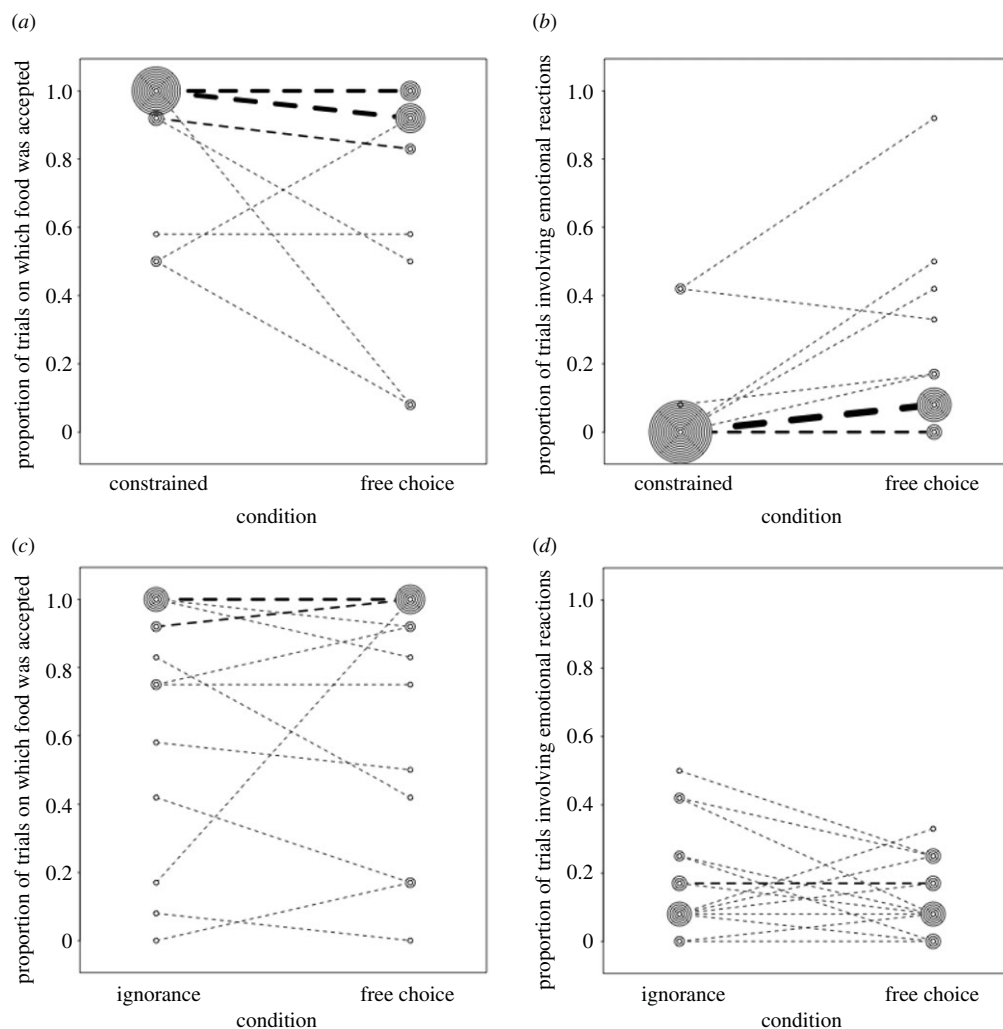 (a)
proportion of trials on which food was accepted
1.0
0.8
0.6
0.4
0.2
0
constrained free choice
condition
(b)
proportion of trials involving emotional reactions
1.0
0.8
0.6
0.4
0.2
0
constrained free choice
condition
(c)
proportion of trials on which food was accepted
1.0
0.8
0.6
0.4
0.2
0
ignorance free choice
condition
(d)
proportion of trials involving emotional reactions
1.0
0.8
0.6
0.4
0.2
0
ignorance free choice
condition